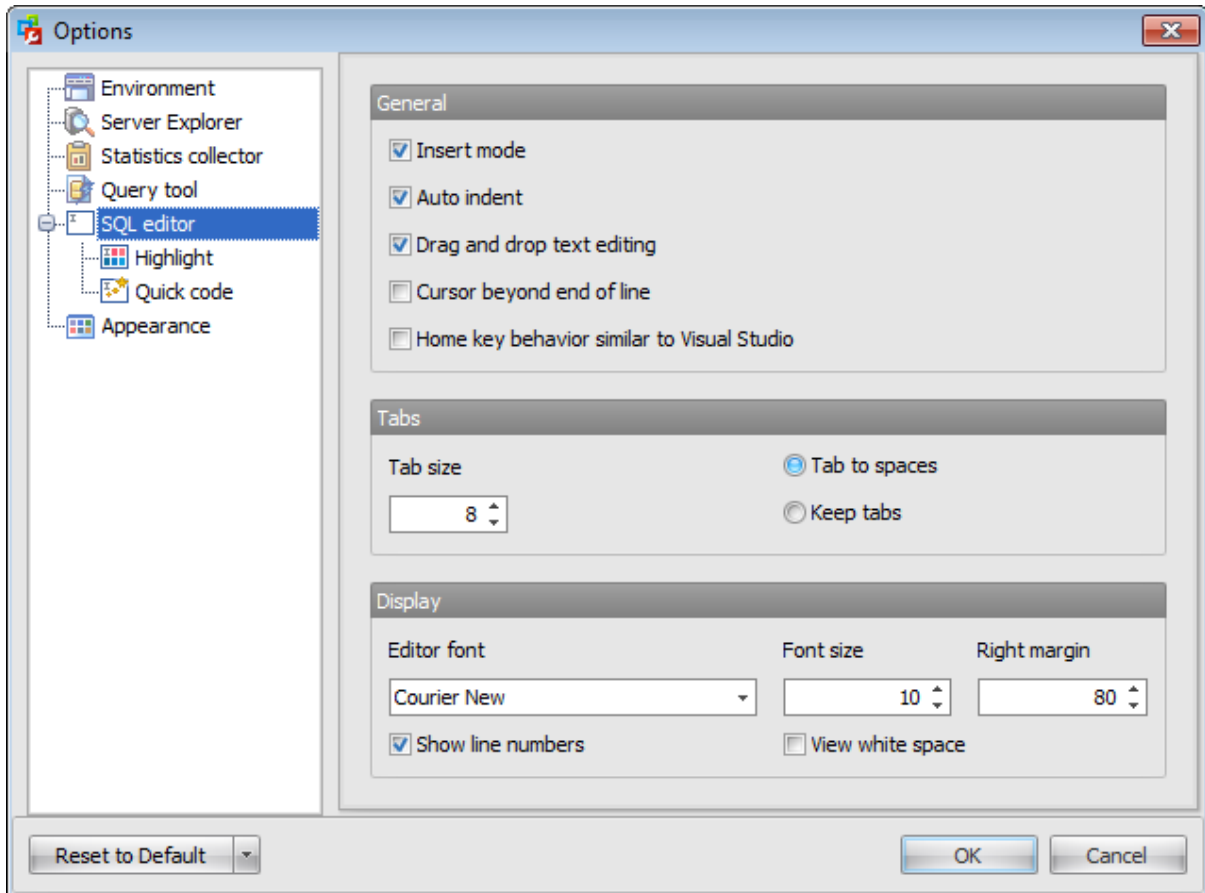 Options
Environment
Server Explorer
Statistics collector
Query tool
SQL editor
Highlight
Quick code
Appearance
General
Insert mode
Auto indent
Drag and drop text editing
Cursor beyond end of line
Home key behavior similar to Visual Studio
Tabs
Tab size
Tab to spaces
8
Keep tabs
Display
Editor font Font size Right margin
Courier New 10 80
Show line numbers View white space
Reset to Default OK Cancel